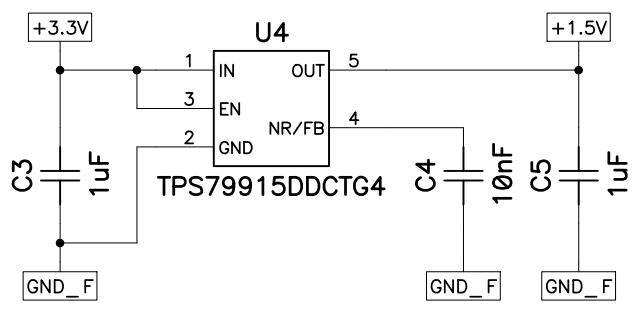 +3.3V
U4
+1.5V
1
IN
OUT
5
3
EN
NR/FB
4
2
GND
C3
1uF
TPS79915DDCTG4
C4
10nF
C5
1uF
GND_F
GND_F
GND_F